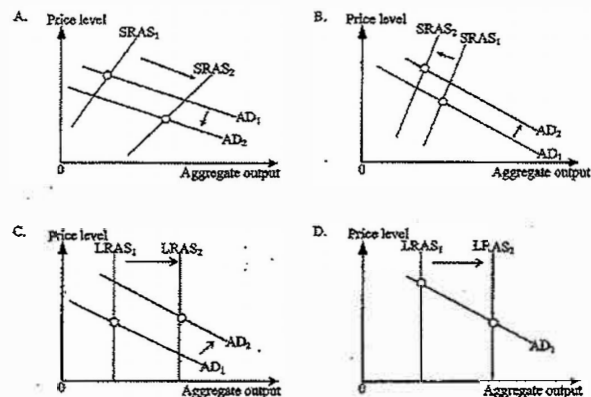 A.
Price level
SRAS1
SRAS2
AD1
AD2
0
Aggregate output
B.
Price level
SRAS2
SRAS1
AD2
AD1
0
Aggregate output
C.
Price level
LRAS1
LRAS2
AD2
AD1
0
Aggregate output
D.
Price level
LRAS1
LRAS2
AD1
0
Aggregate output